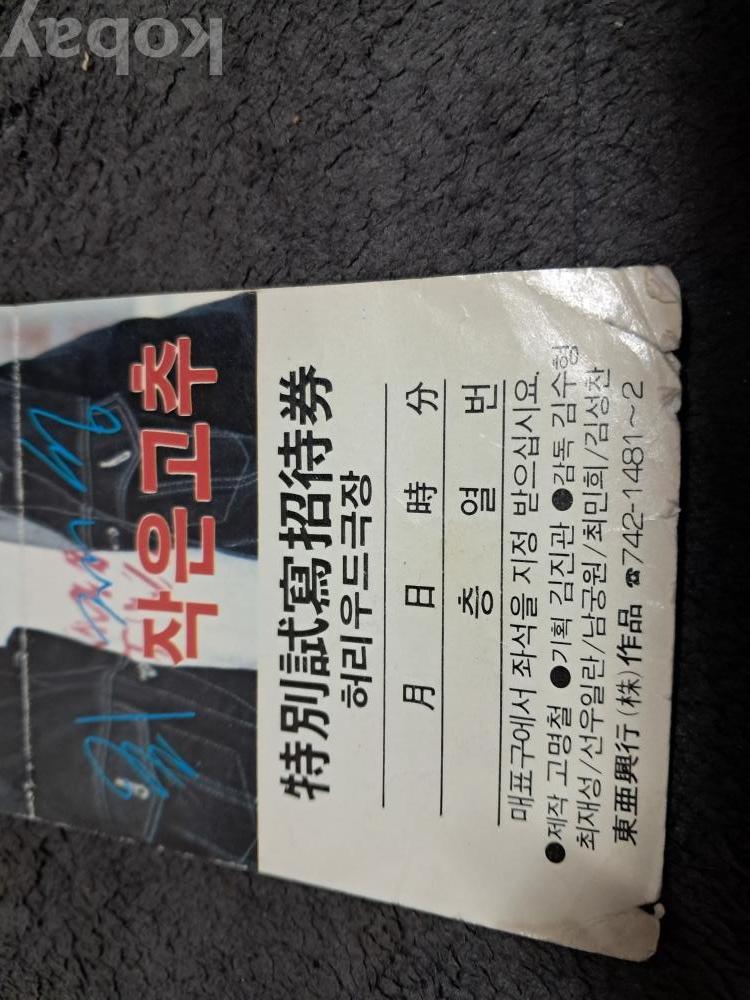 kobay
작은고추
特別試寫招待券
허리우드극장
月 日 時 分
층 열 번
매표구에서 좌석을 지정 받으십시요.
●제작 고명철 ●기획 김진관 ●감독 김수형
최재성/선우일란/남궁원/최민희/김성찬
東亜興行(株)作品 ☎742-1481~2